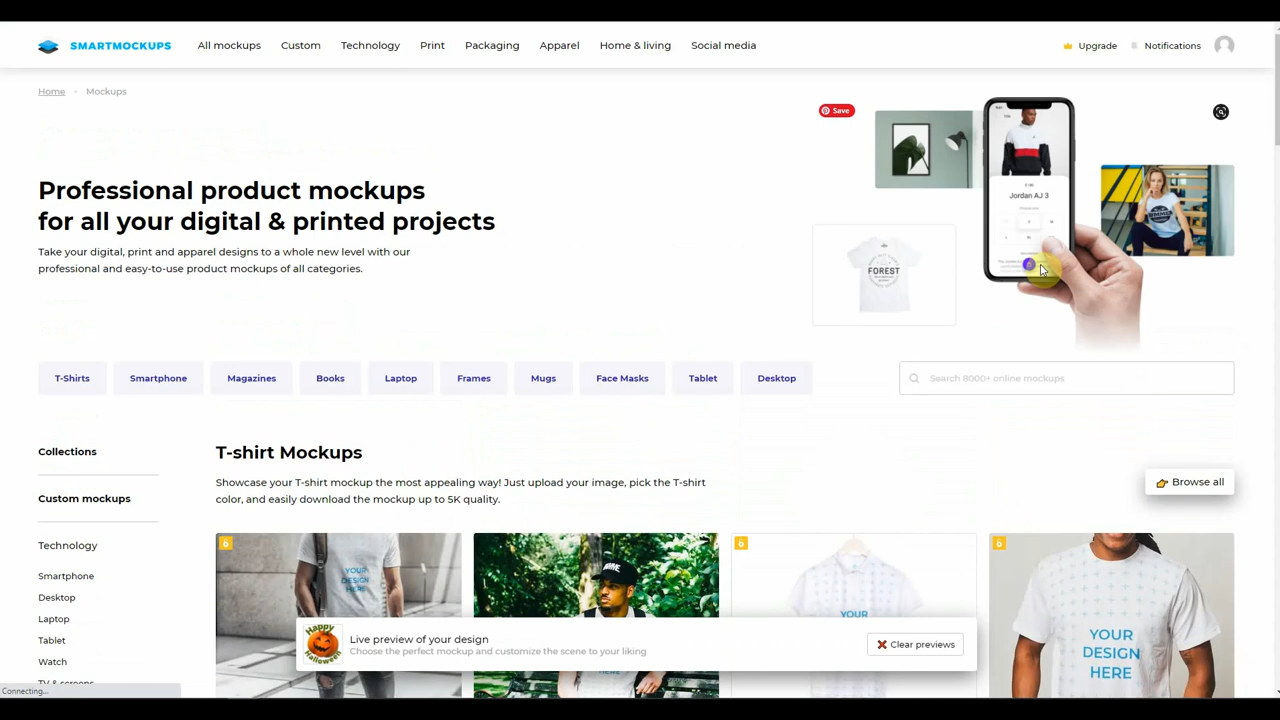 SMARTMOCKUPS
All mockups
Custom
Technology
Print
Packaging
Apparel
Home & living
Social media
Upgrade
Notifications
Home
Mockups
Save
Professional product mockups
for all your digital & printed projects
Take your digital, print and apparel designs to a whole new level with our
professional and easy-to-use product mockups of all categories.
Jordan AJ 3
FOREST
T-Shirts
Smartphone
Magazines
Books
Laptop
Frames
Mugs
Face Masks
Tablet
Desktop
Search 8000+ online mockups
Collections
Custom mockups
Technology
Smartphone
Desktop
Laptop
Tablet
Watch
TV & screens
T-shirt Mockups
Showcase your T-shirt mockup the most appealing way! Just upload your image, pick the T-shirt
color, and easily download the mockup up to 5K quality.
Browse all
YOUR
DESIGN
HERE
YOUR
YOUR
DESIGN
HERE
Happy
Halloween
Live preview of your design
Choose the perfect mockup and customize the scene to your liking
Clear previews
Connecting...